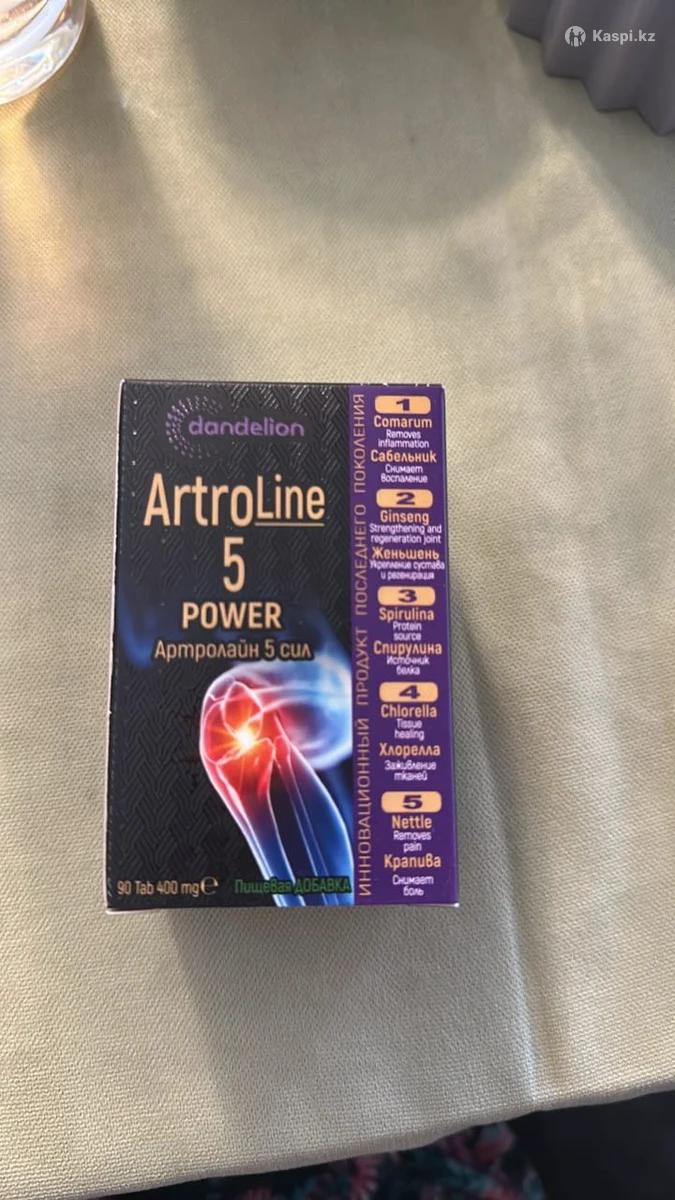 Kaspi.kz
dandelion
ArtroLine
5
POWER
Артролайн 5 сил
90 Tab 400 mg℮
Пищевая ДОБАВКА
ИННОВАЦИОННЫЙ ПРОДУКТ ПОСЛЕДНЕГО ПОКОЛЕНИЯ
1
Comarum
Removes
inflammation
Сабельник
Снимает
воспаление
2
Ginseng
Strengthening and
regeneration joint
Женьшень
Укрепление сустава
и регенирация
3
Spirulina
Protein
source
Спирулина
Источник
белка
4
Chlorella
Tissue
healing
Хлорелла
Заживление
тканей
5
Nettle
Removes
pain
Крапива
Снимает
боль